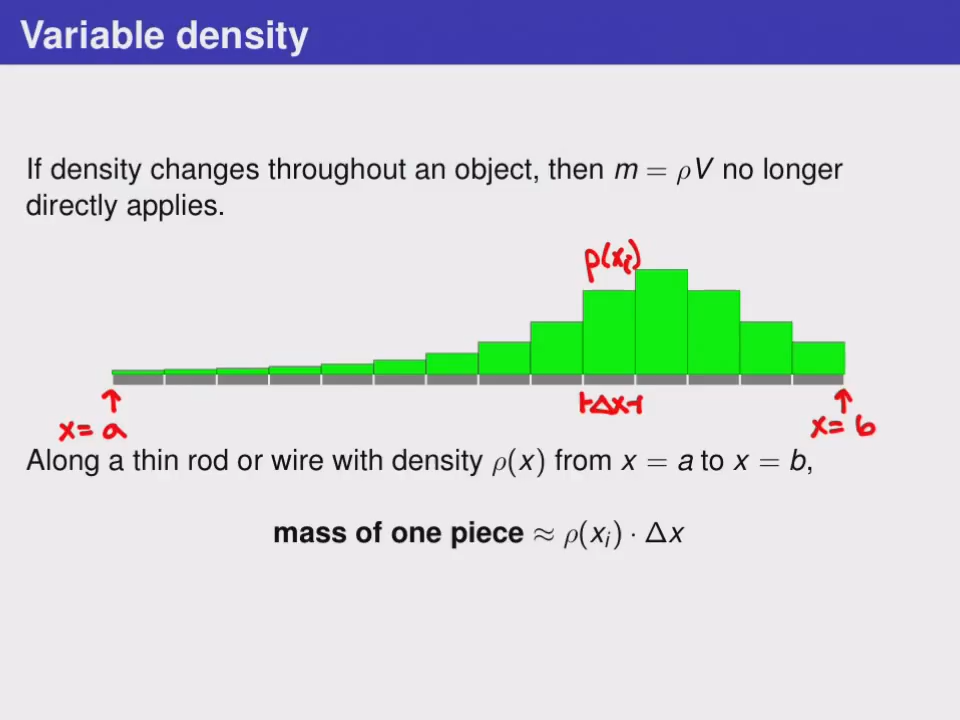 Variable density
If density changes throughout an object, then m = ρV no longer
directly applies.
ρ(xᵢ)
Δx
x = a
x = b
Along a thin rod or wire with density ρ(x) from x = a to x = b,
mass of one piece ≈ ρ(xᵢ) · Δx